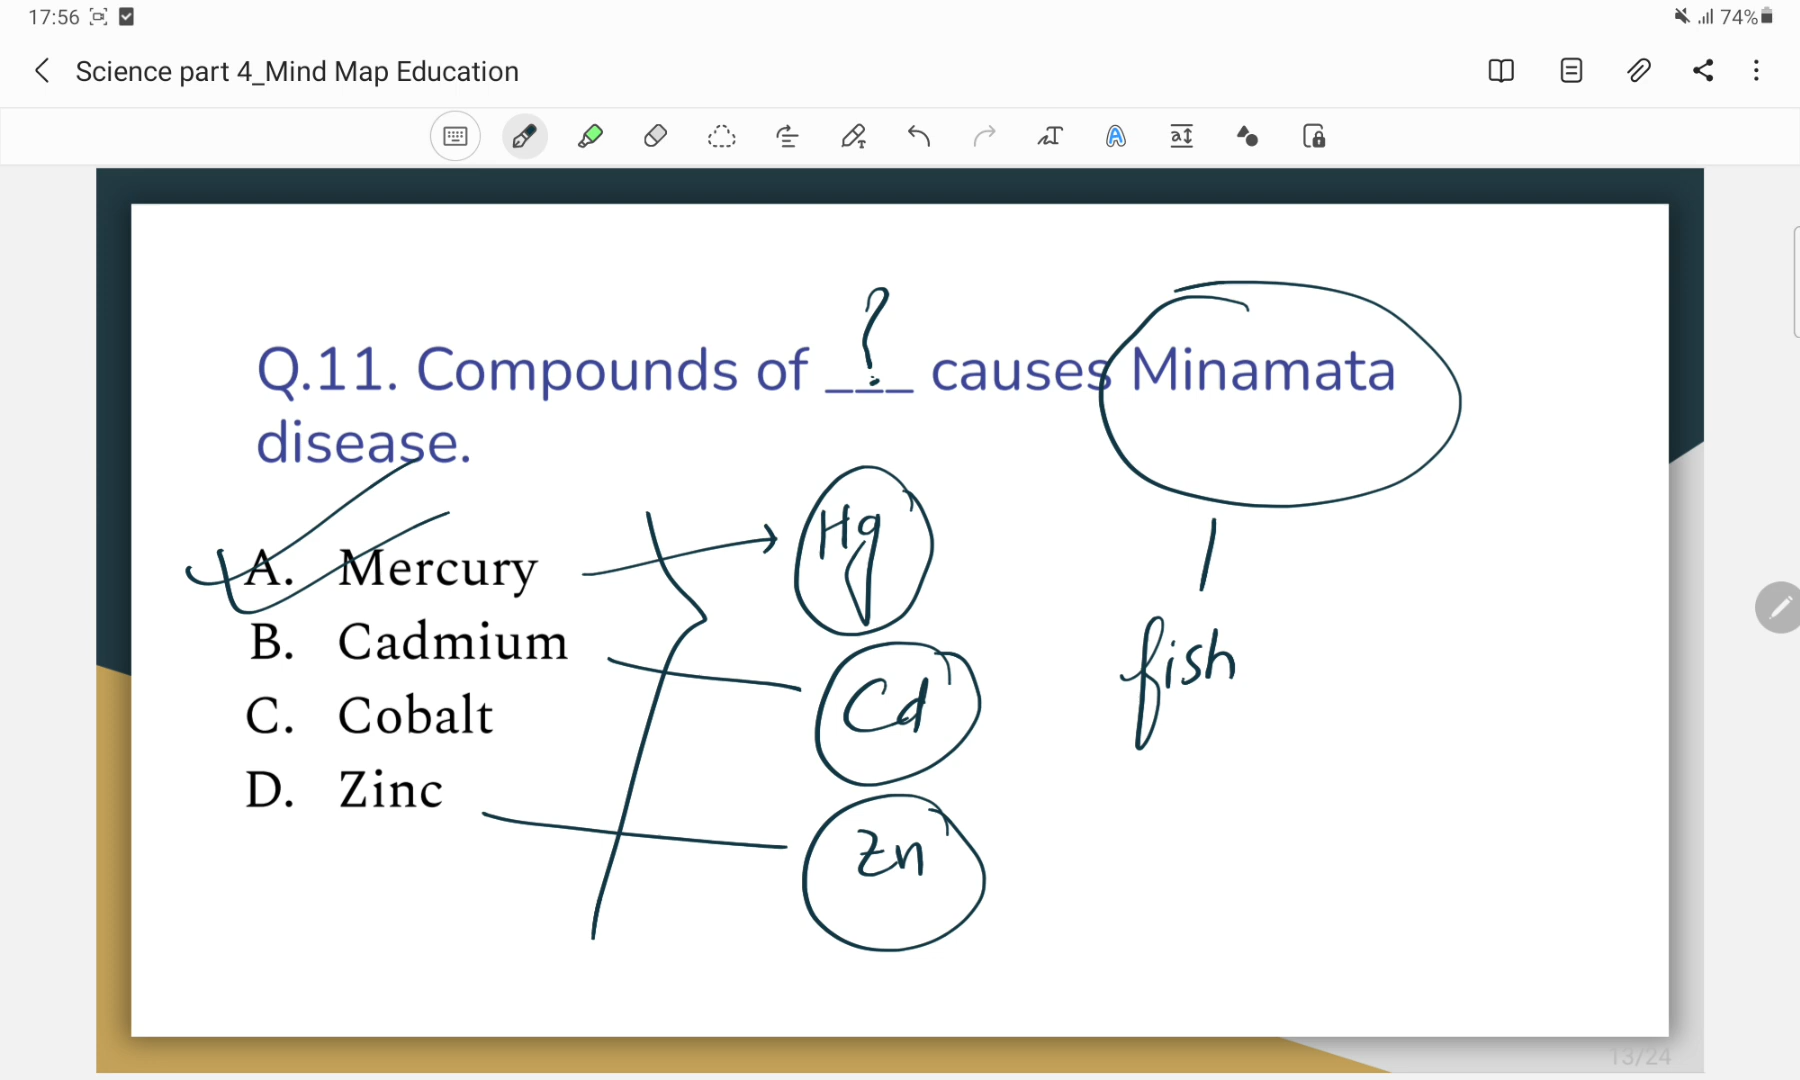 17:56 74%
Science part 4_Mind Map Education
?
Q.11. Compounds of ___ causes Minamata
disease.
A. Mercury
Hg
B. Cadmium
Cd
fish
C. Cobalt
D. Zinc
Zn
13/24